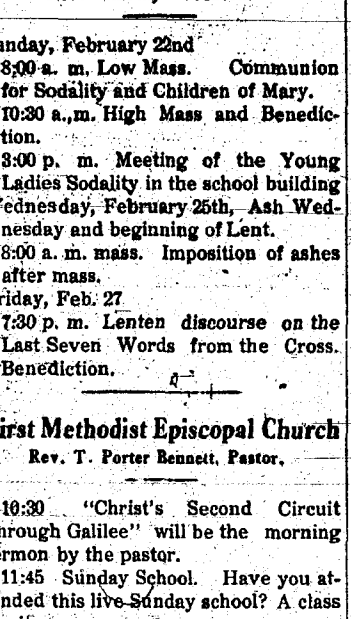 unday, February 22nd
8:00 a. m. Low Mass. Communion
for Sodality and Children of Mary.
10:30 a.,m. High Mass and Benedic-
tion.
3:00 p. m. Meeting of the Young
Ladies Sodality in the school building
ednesday, February 25th, Ash Wed-
nesday and beginning of Lent.
8:00 a. m. mass. Imposition of ashes
after mass.
riday, Feb. 27
7:30 p. m. Lenten discourse on the
Last Seven Words from the Cross.
Benediction.
irst Methodist Episcopal Church
Rev. T. Porter Bennett, Pastor.
10:30 "Christ's Second Circuit
hrough Galilee" will be the morning
ermon by the pastor.
11:45 Sunday School. Have you at-
nded this live Sunday school? A class